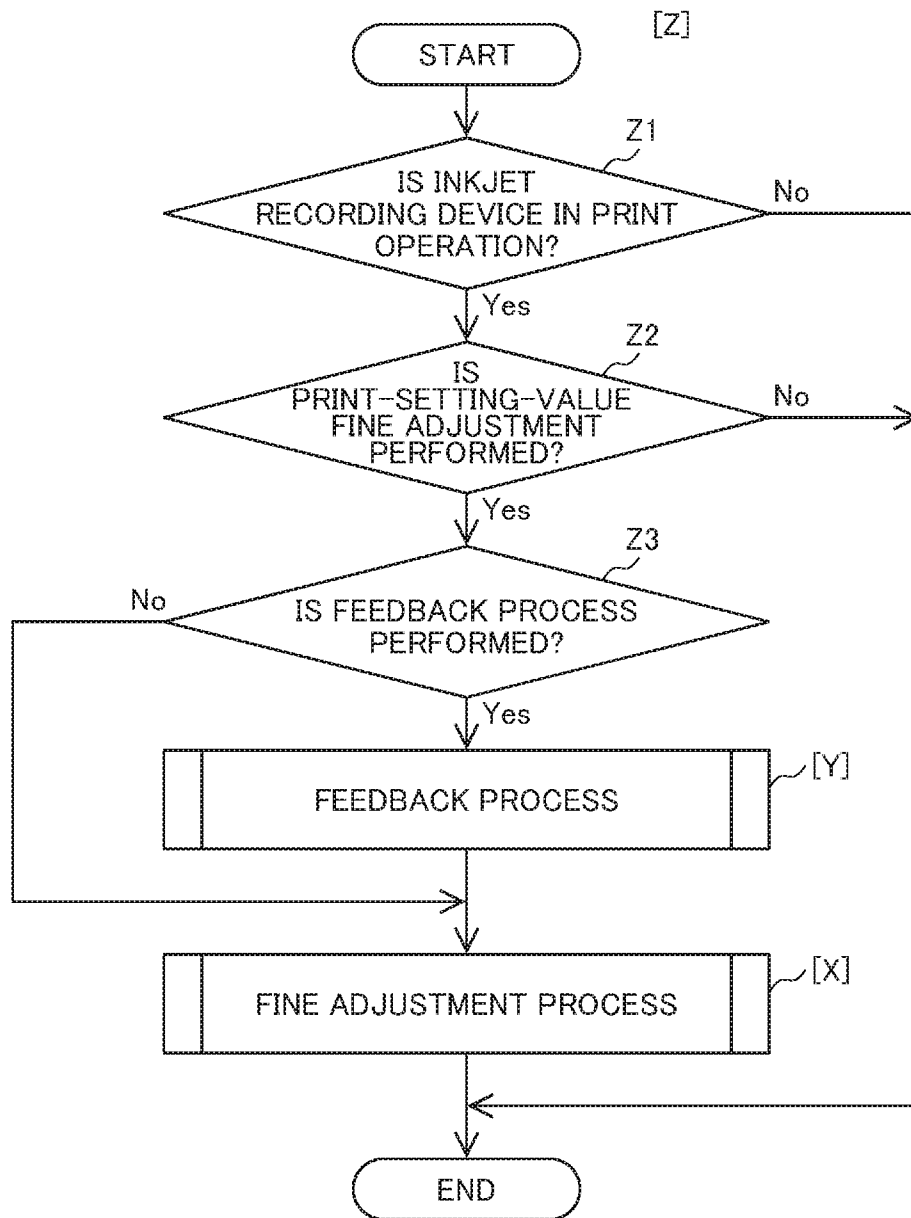 [Z]
START
Z1
IS INKJET
RECORDING DEVICE IN PRINT
OPERATION?
No
Yes
Z2
IS
PRINT-SETTING-VALUE
FINE ADJUSTMENT
PERFORMED?
No
Yes
Z3
No
IS FEEDBACK PROCESS
PERFORMED?
Yes
[Y]
FEEDBACK PROCESS
[X]
FINE ADJUSTMENT PROCESS
END